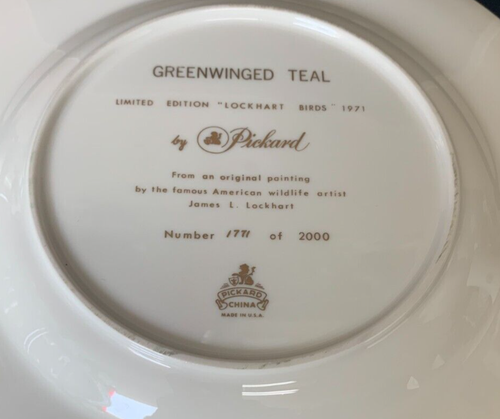 GREENWINGED TEAL
LIMITED EDITION "LOCKHART BIRDS" 1971
by Pickard
From an original painting
by the famous American wildlife artist
James L. Lockhart
Number 1771 of 2000
PICKARD
CHINA
MADE IN U.S.A.